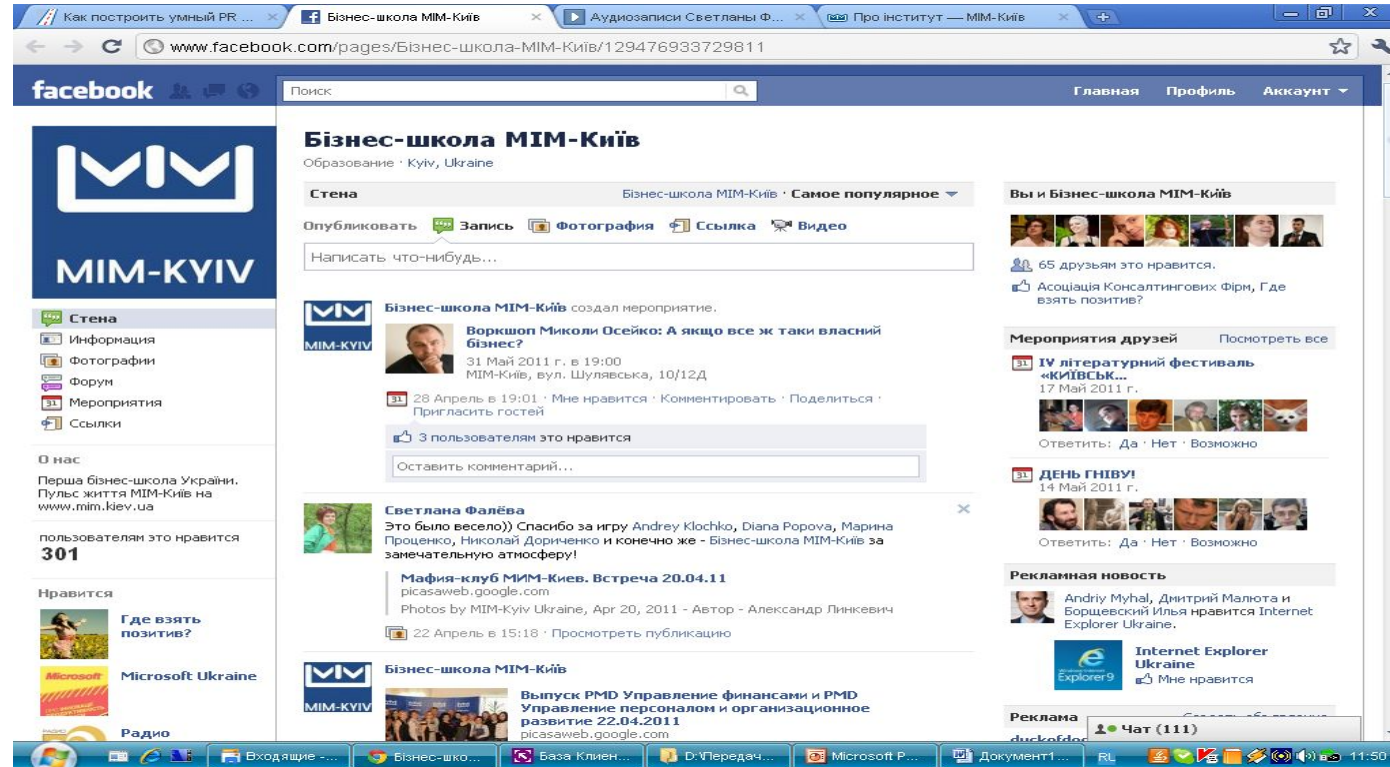 Как построить умный PR ...
Бізнес-школа МІМ-Київ
Аудиозаписи Светланы Ф...
Про інститут — МІМ-Київ
www.facebook.com/pages/Бізнес-школа-МІМ-Київ/129476933729811
facebook
Поиск
Главная Профиль Аккаунт
MIM-KYIV
Стена
Информация
Фотографии
Форум
Мероприятия
Ссылки
О нас
Перша бізнес-школа України.
Пульс життя МІМ-Київ на
www.mim.kiev.ua
пользователям это нравится
301
Нравится
Где взять
позитив?
Microsoft
Microsoft Ukraine
Радио
Бізнес-школа МІМ-Київ
Образование · Kyiv, Ukraine
Стена Бізнес-школа МІМ-Київ · Самое популярное
Опубликовать Запись Фотография Ссылка Видео
Написать что-нибудь...
MIM-KYIV
Бізнес-школа МІМ-Київ создал мероприятие.
Воркшоп Миколи Осейко: А якщо все ж таки власний
бізнес?
31 Май 2011 г. в 19:00
МІМ-Київ, вул. Шулявська, 10/12Д
31 28 Апрель в 19:01 · Мне нравится · Комментировать · Поделиться ·
Пригласить гостей
3 пользователям это нравится
Оставить комментарий...
Светлана Фалёва
Это было весело)) Спасибо за игру Andrey Klochko, Diana Popova, Марина
Проценко, Николай Дориченко и конечно же - Бізнес-школа МІМ-Київ за
замечательную атмосферу!
Мафия-клуб МИМ-Киев. Встреча 20.04.11
picasaweb.google.com
Photos by MIM-Kyiv Ukraine, Apr 20, 2011 - Автор - Александр Линкевич
22 Апрель в 15:18 · Просмотреть публикацию
MIM-KYIV
Бізнес-школа МІМ-Київ
Выпуск PMD Управление финансами и PMD
Управление персоналом и организационное
развитие 22.04.2011
picasaweb.google.com
Вы и Бізнес-школа МІМ-Київ
65 друзьям это нравится.
Асоціація Консалтингових Фірм, Где
взять позитив?
Мероприятия друзей Посмотреть все
31 IV літературний фестиваль
«КИЇВСЬК...
17 Май 2011 г.
Ответить: Да · Нет · Возможно
31 ДЕНЬ ГНІВУ!
14 Май 2011 г.
Ответить: Да · Нет · Возможно
Рекламная новость
Andriy Myhal, Дмитрий Малюта и
Борщевский Илья нравится Internet
Explorer Ukraine.
Explorer9
Internet Explorer
Ukraine
Мне нравится
Реклама
Чат (111)
Входящие -...
Бізнес-шко...
База Клиен...
D:\Передач...
Microsoft P...
Документ1...
RL
11:50